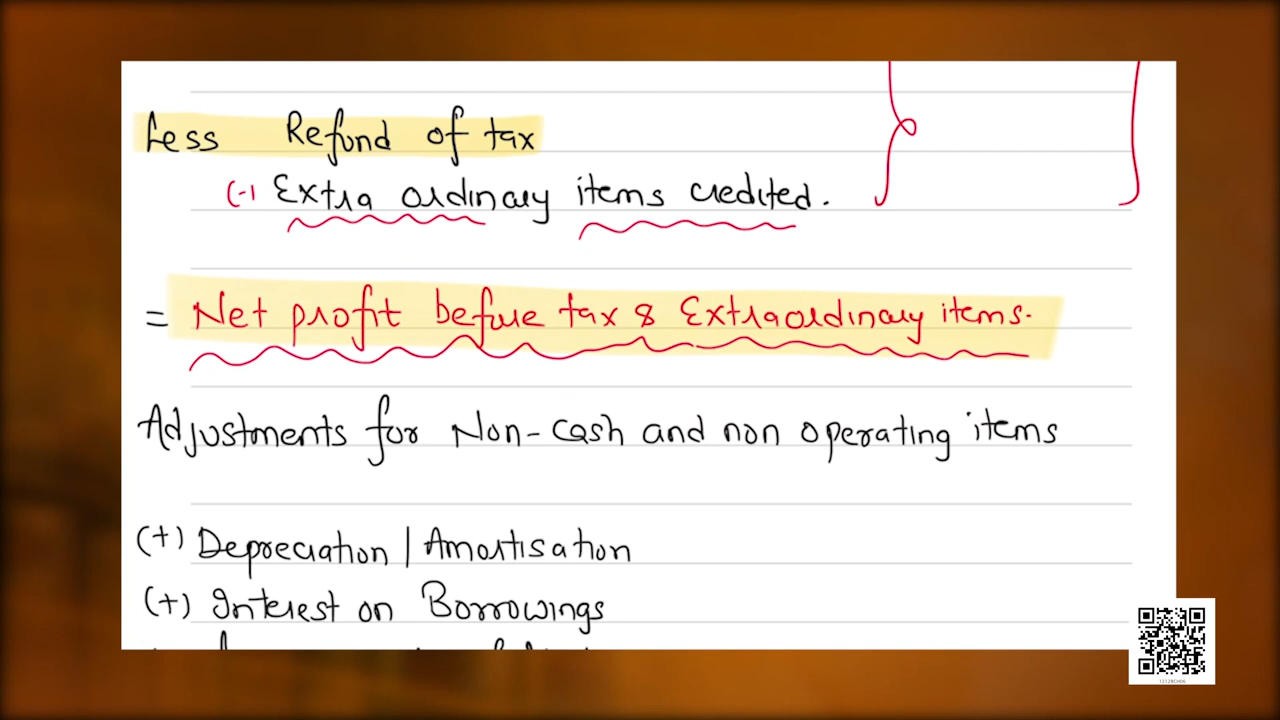 Less Refund of tax
(-) Extra ordinary items credited.
= Net profit before tax & Extraordinary items.
Adjustments for Non-Cash and non operating items
(+) Depreciation | Amortisation
(+) Interest on Borrowings
1212BCH06